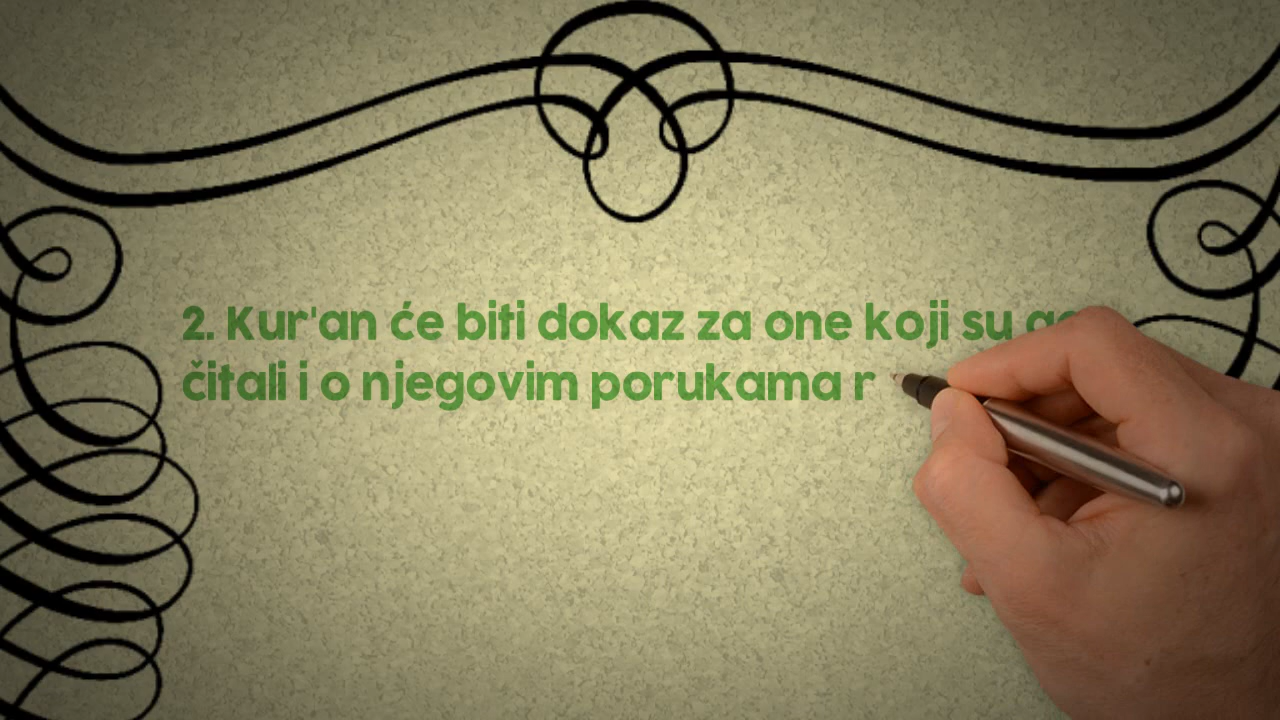 2. Kur'an će biti dokaz za one koji su
čitali i o njegovim porukama r